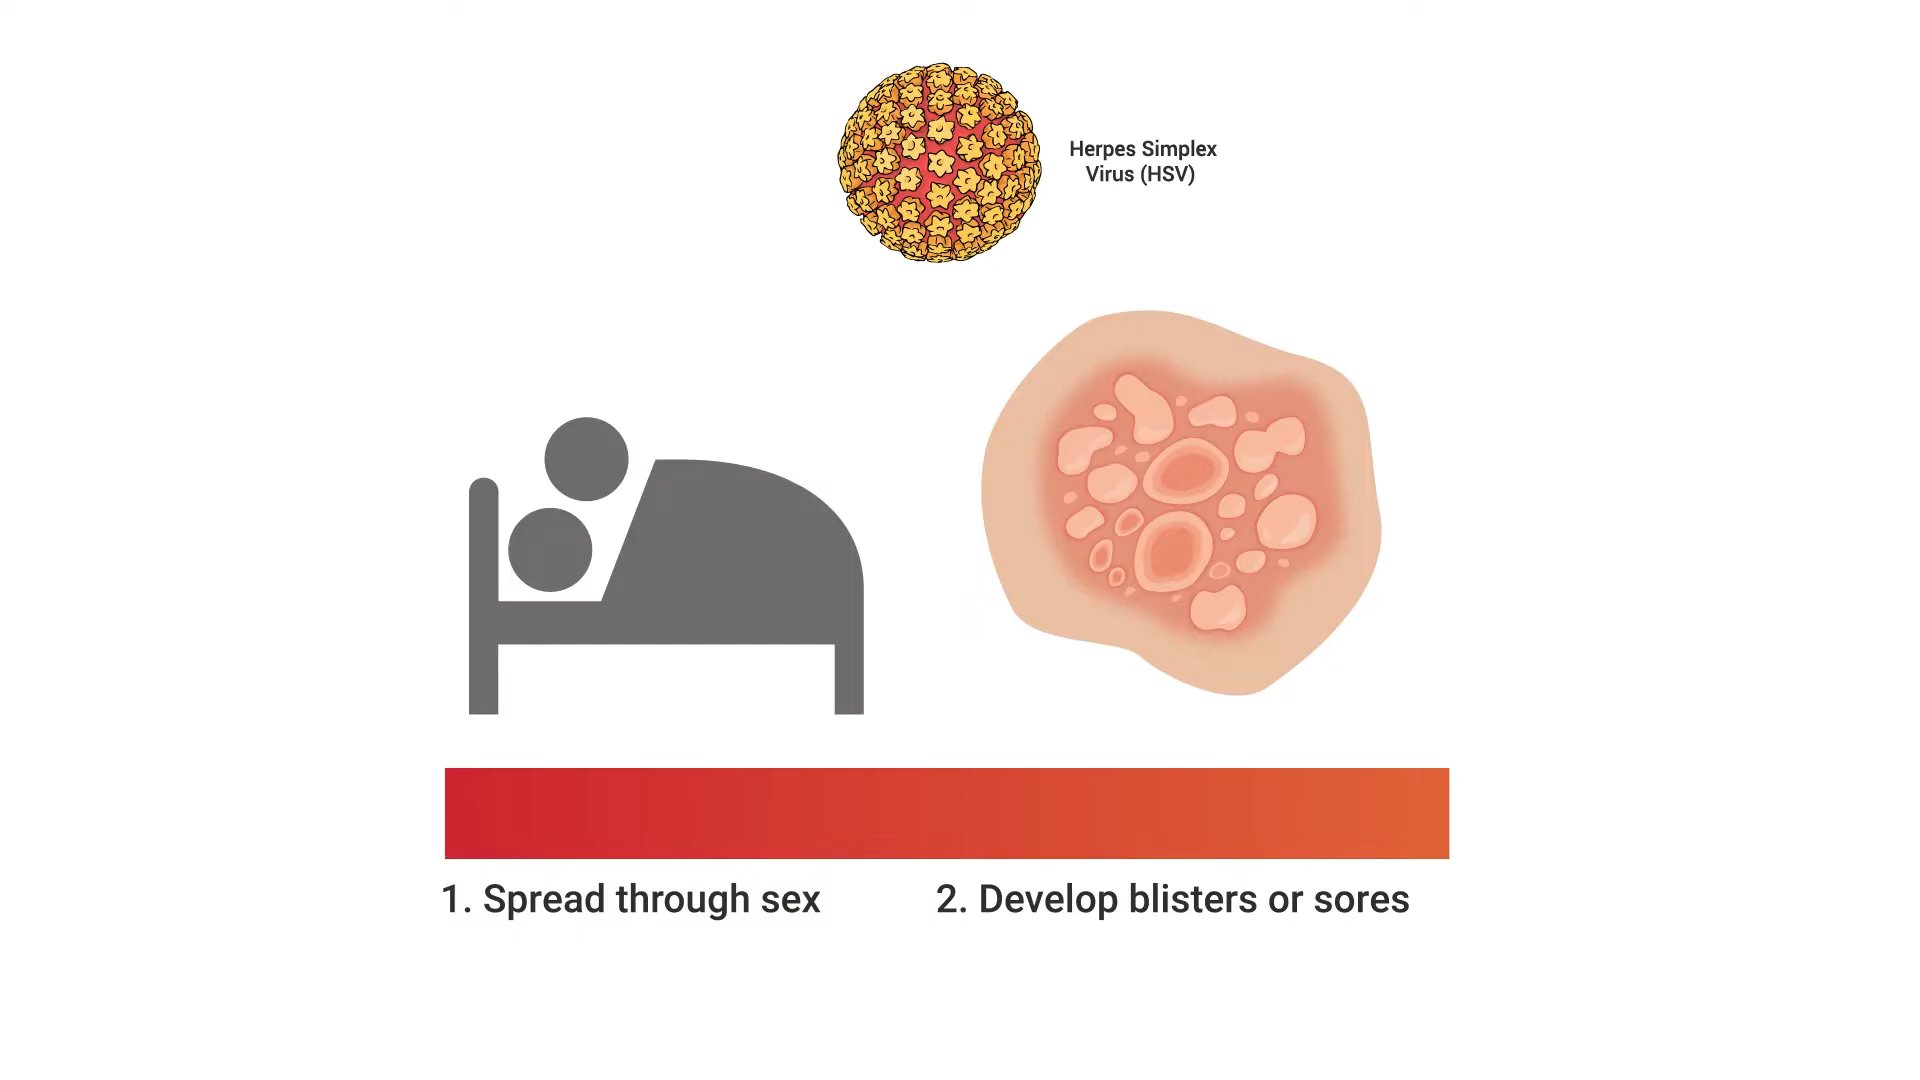 Herpes Simplex
Virus (HSV)
1. Spread through sex
2. Develop blisters or sores